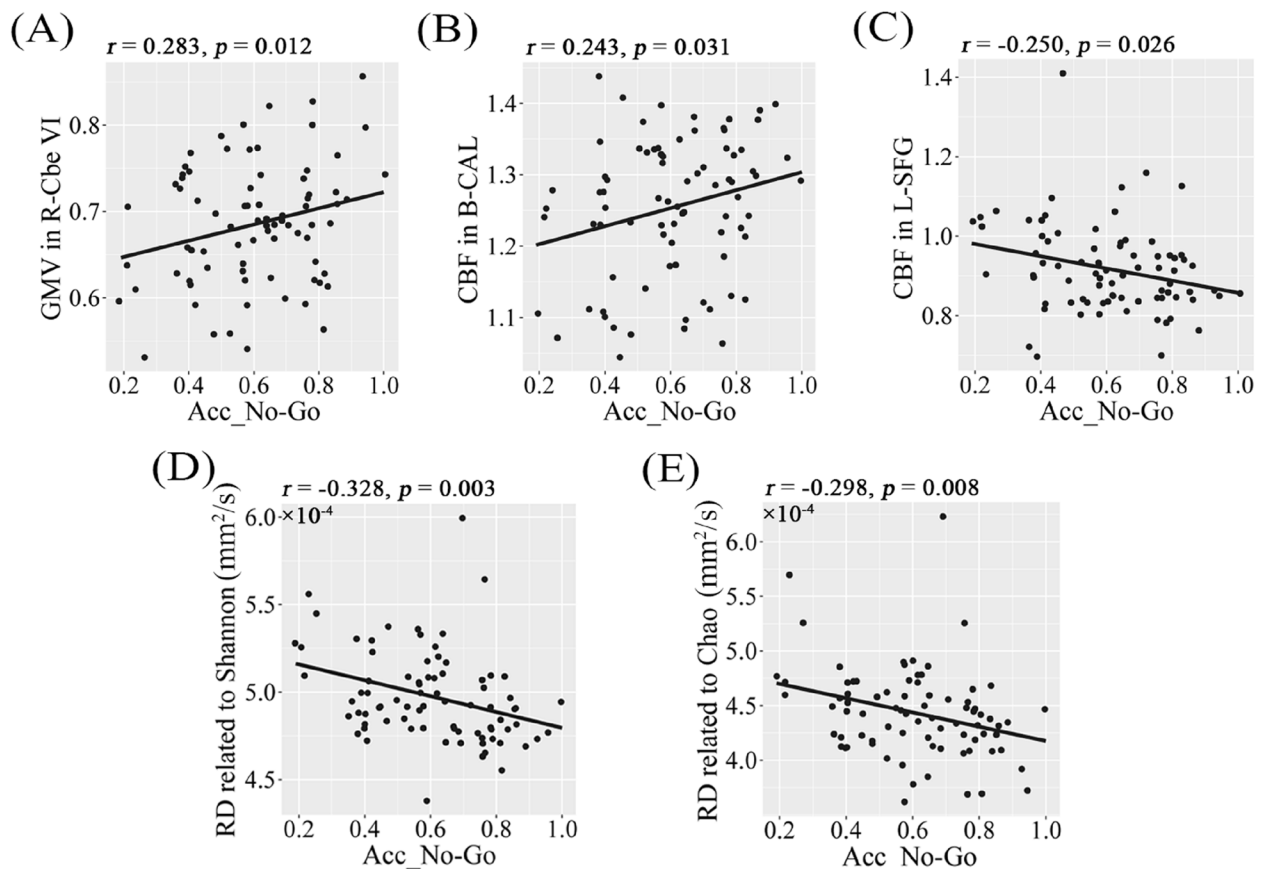 (A)
r = 0.283, p = 0.012
GMV in R-Cbe VI
0.8
0.7
0.6
0.2 0.4 0.6 0.8 1.0
Acc_No-Go
(B)
r = 0.243, p = 0.031
CBF in B-CAL
1.4
1.3
1.2
1.1
0.2 0.4 0.6 0.8 1.0
Acc_No-Go
(C)
r = -0.250, p = 0.026
CBF in L-SFG
1.4
1.2
1.0
0.8
0.2 0.4 0.6 0.8 1.0
Acc_No-Go
(D)
r = -0.328, p = 0.003
×10⁻⁴
RD related to Shannon (mm²/s)
6.0
5.5
5.0
4.5
0.2 0.4 0.6 0.8 1.0
Acc_No-Go
(E)
r = -0.298, p = 0.008
×10⁻⁴
RD related to Chao (mm²/s)
6.0
5.5
5.0
4.5
4.0
0.2 0.4 0.6 0.8 1.0
Acc No-Go